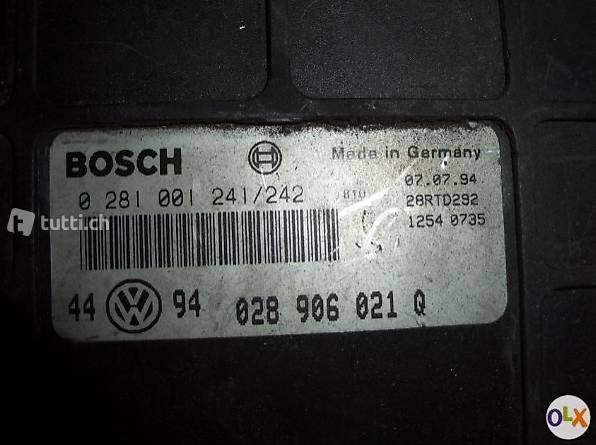 BOSCH
Made in Germany
0 281 001 241/242
07.07.94
28RTD292
1254 0735
tutti.ch
44 VW 94 028 906 021 Q
OLX